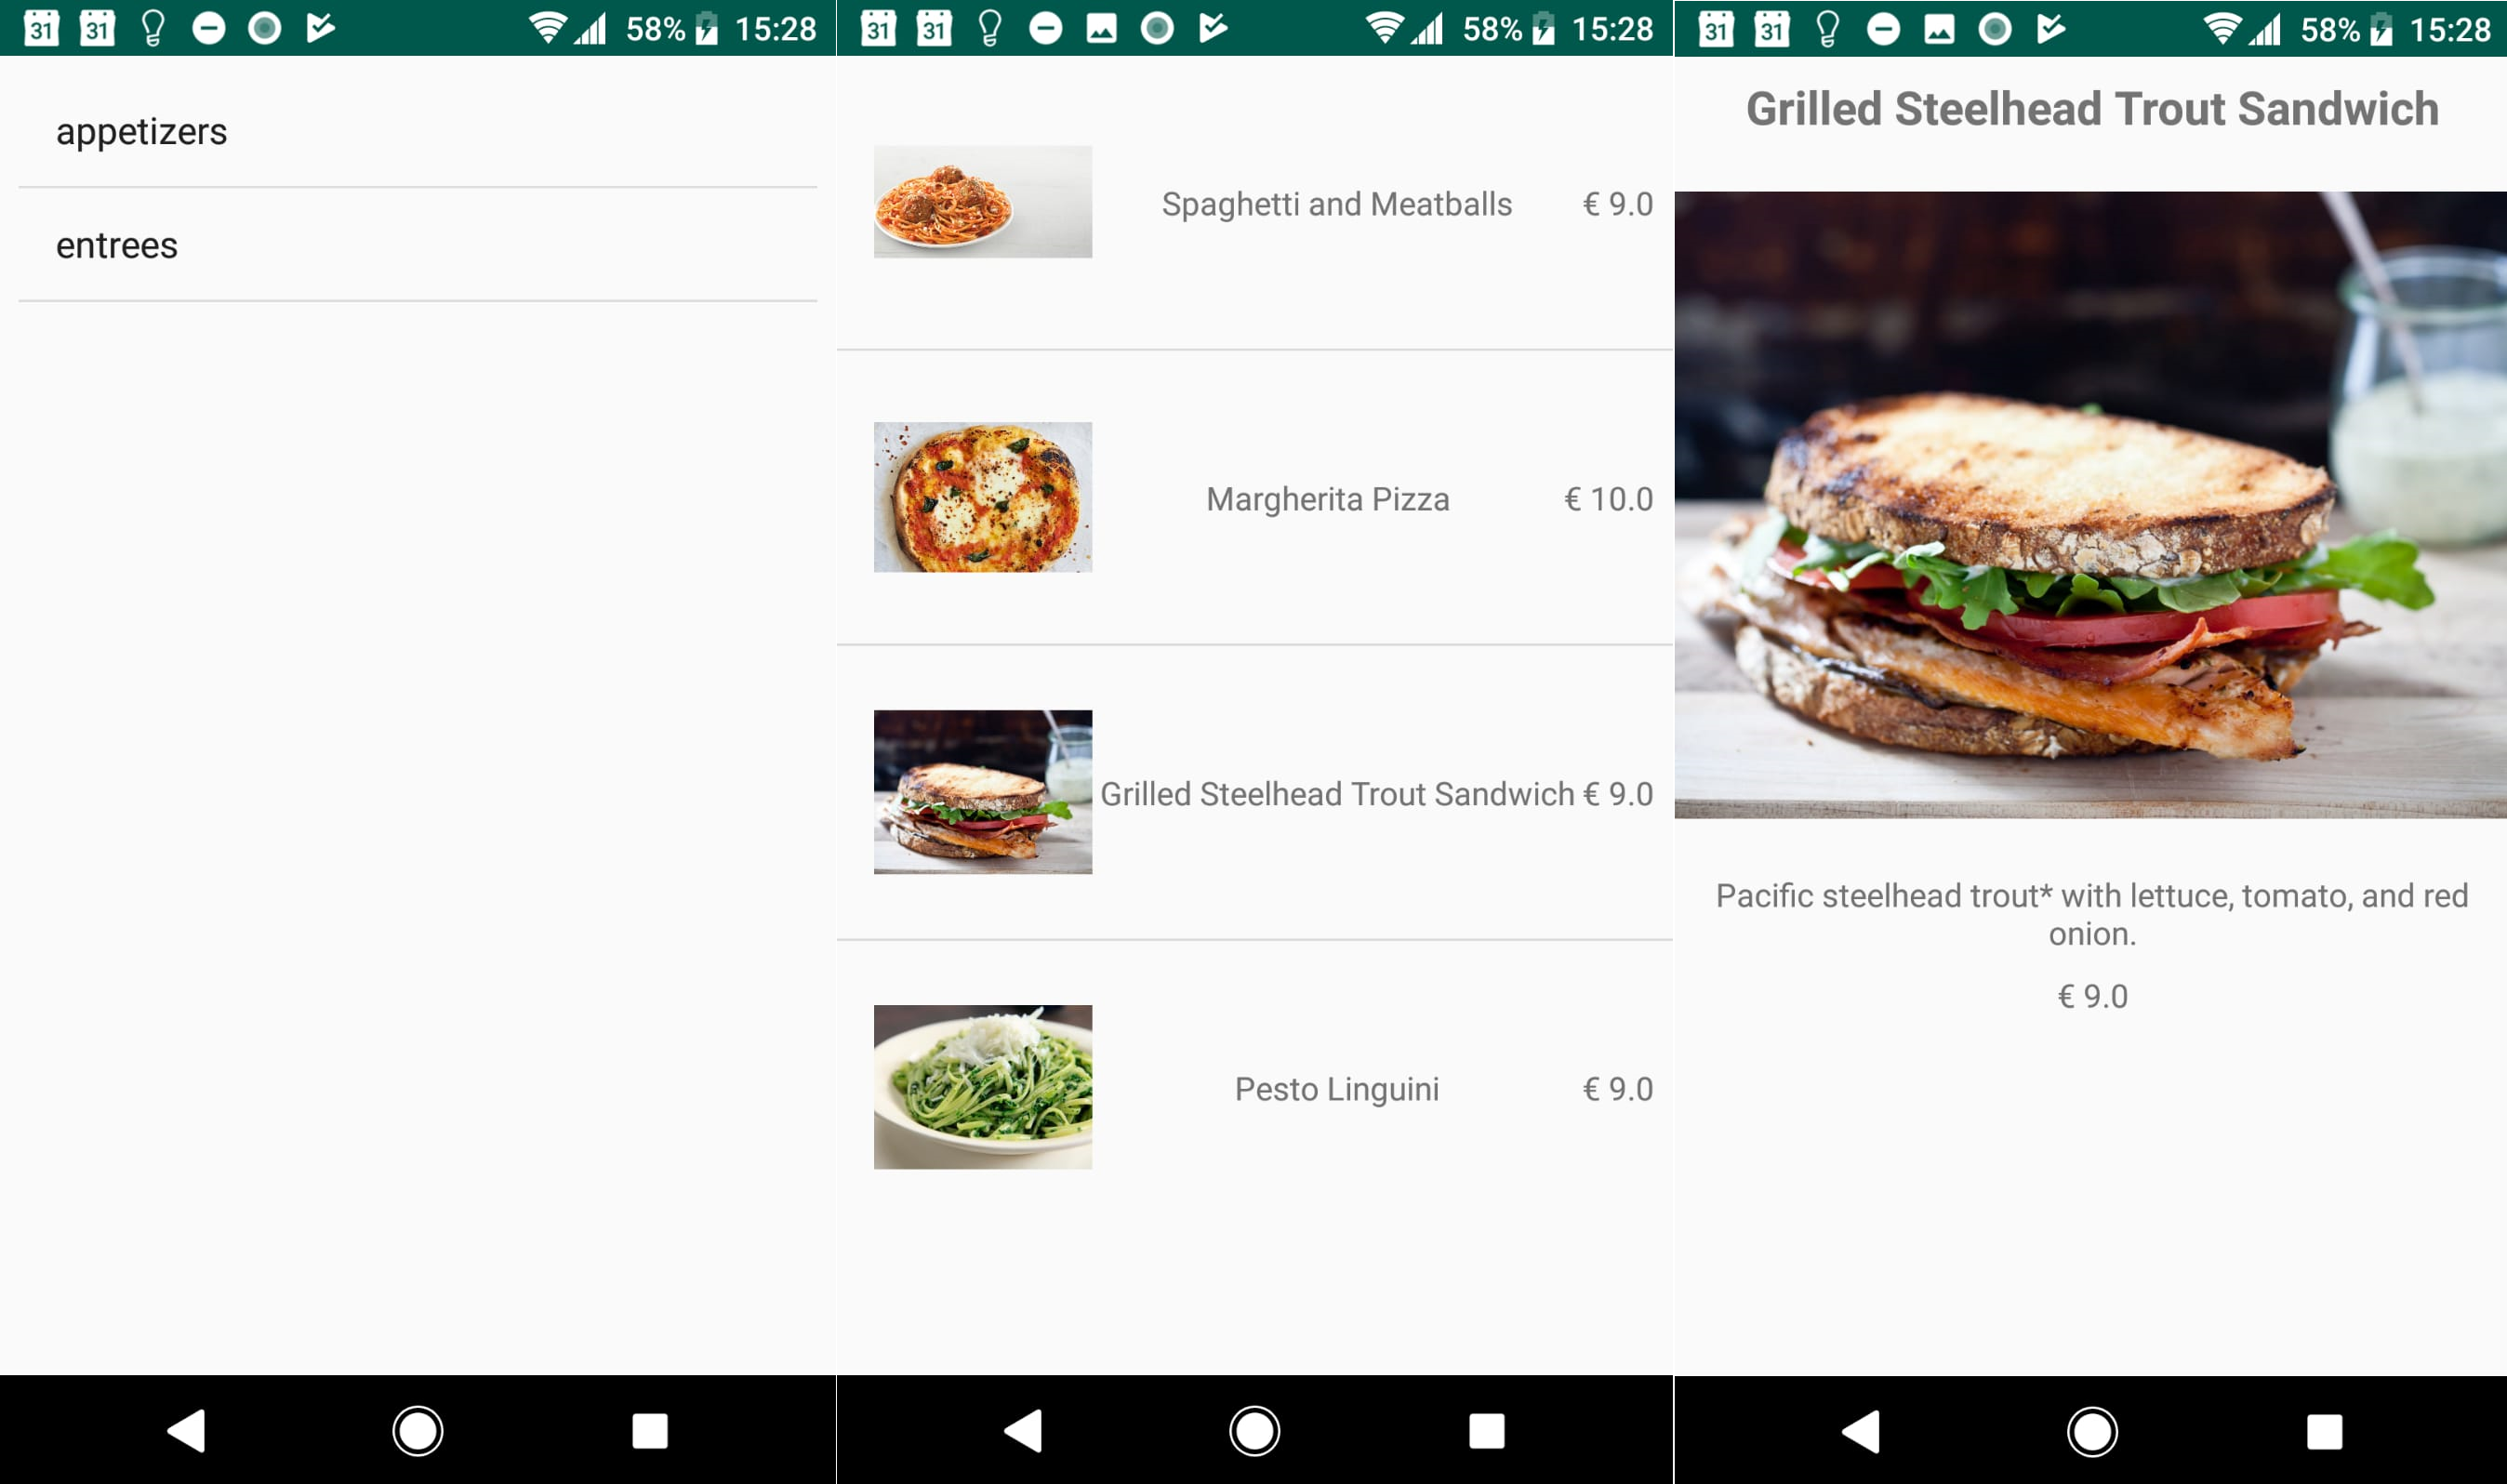 31 31 58% 15:28
appetizers
entrees
31 31 58% 15:28
Spaghetti and Meatballs € 9.0
Margherita Pizza € 10.0
Grilled Steelhead Trout Sandwich € 9.0
Pesto Linguini € 9.0
31 31 58% 15:28
Grilled Steelhead Trout Sandwich
Pacific steelhead trout* with lettuce, tomato, and red
onion.
€ 9.0